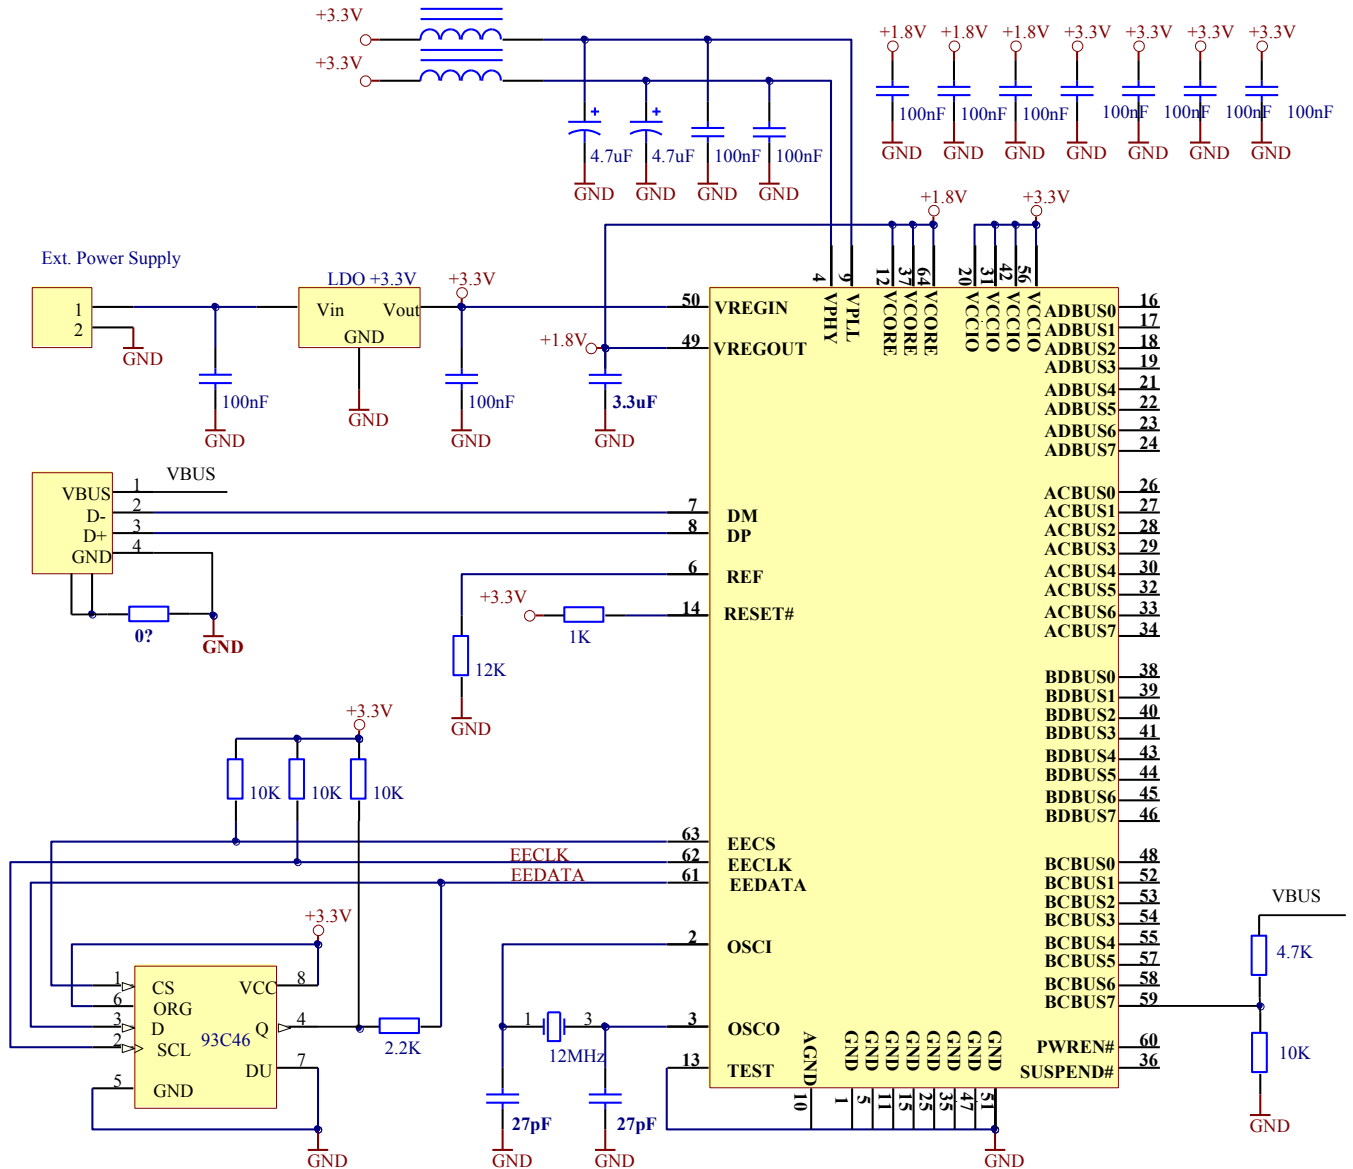 +3.3V
+3.3V
4.7uF
4.7uF
100nF
100nF
GND
GND
GND
GND
+1.8V
+1.8V
+1.8V
+3.3V
+3.3V
+3.3V
+3.3V
100nF
100nF
100nF
100nF
100nF
100nF
100nF
GND
GND
GND
GND
GND
GND
GND
+1.8V
+3.3V
Ext. Power Supply
1
2
GND
100nF
GND
LDO +3.3V
Vin
Vout
GND
GND
+3.3V
100nF
GND
+1.8V
3.3uF
GND
50
VREGIN
49
VREGOUT
4
VPHY
9
VPLL
12
VCORE
37
VCORE
64
VCORE
20
VCCIO
31
VCCIO
42
VCCIO
56
VCCIO
ADBUS0
16
ADBUS1
17
ADBUS2
18
ADBUS3
19
ADBUS4
21
ADBUS5
22
ADBUS6
23
ADBUS7
24
ACBUS0
26
ACBUS1
27
ACBUS2
28
ACBUS3
29
ACBUS4
30
ACBUS5
32
ACBUS6
33
ACBUS7
34
BDBUS0
38
BDBUS1
39
BDBUS2
40
BDBUS3
41
BDBUS4
43
BDBUS5
44
BDBUS6
45
BDBUS7
46
BCBUS0
48
BCBUS1
52
BCBUS2
53
BCBUS3
54
BCBUS4
55
BCBUS5
57
BCBUS6
58
BCBUS7
59
PWREN#
60
SUSPEND#
36
VBUS
4.7K
10K
GND
VBUS
VBUS
1
D-
2
D+
3
GND
4
0?
GND
7
DM
8
DP
6
REF
12K
GND
+3.3V
1K
14
RESET#
+3.3V
10K
10K
10K
63
EECS
EECLK
62
EECLK
EEDATA
61
EEDATA
+3.3V
1
CS
6
ORG
3
D
2
SCL
5
GND
93C46
VCC
8
Q
4
DU
7
2.2K
GND
2
OSCI
3
OSCO
13
TEST
1
3
12MHz
27pF
27pF
GND
GND
AGND
10
GND
1
GND
5
GND
11
GND
15
GND
25
GND
35
GND
47
51
GND